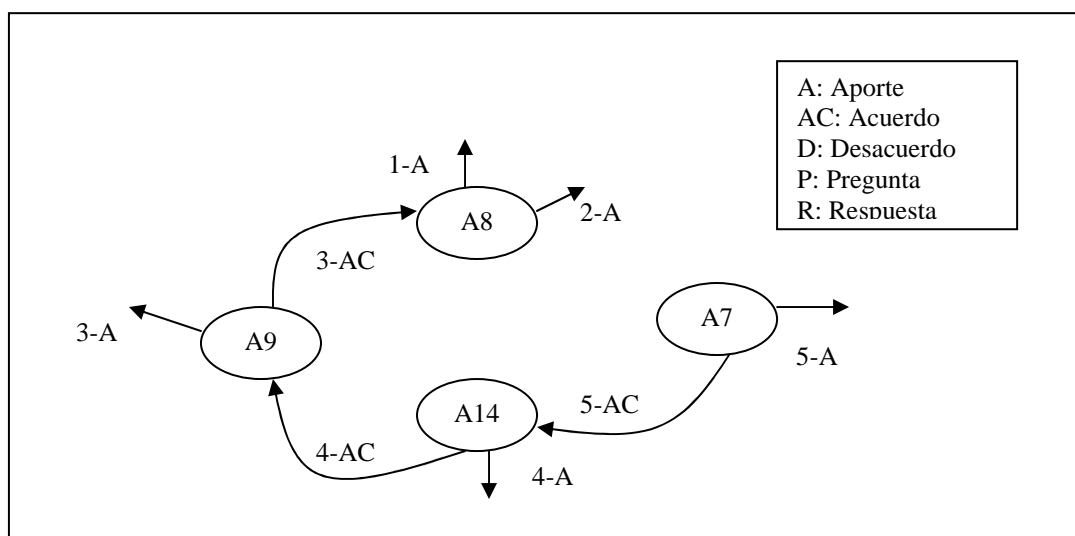 A: Aporte
AC: Acuerdo
D: Desacuerdo
P: Pregunta
R: Respuesta
1-A
A8
2-A
3-AC
3-A
A9
A7
5-A
A14
5-AC
4-AC
4-A